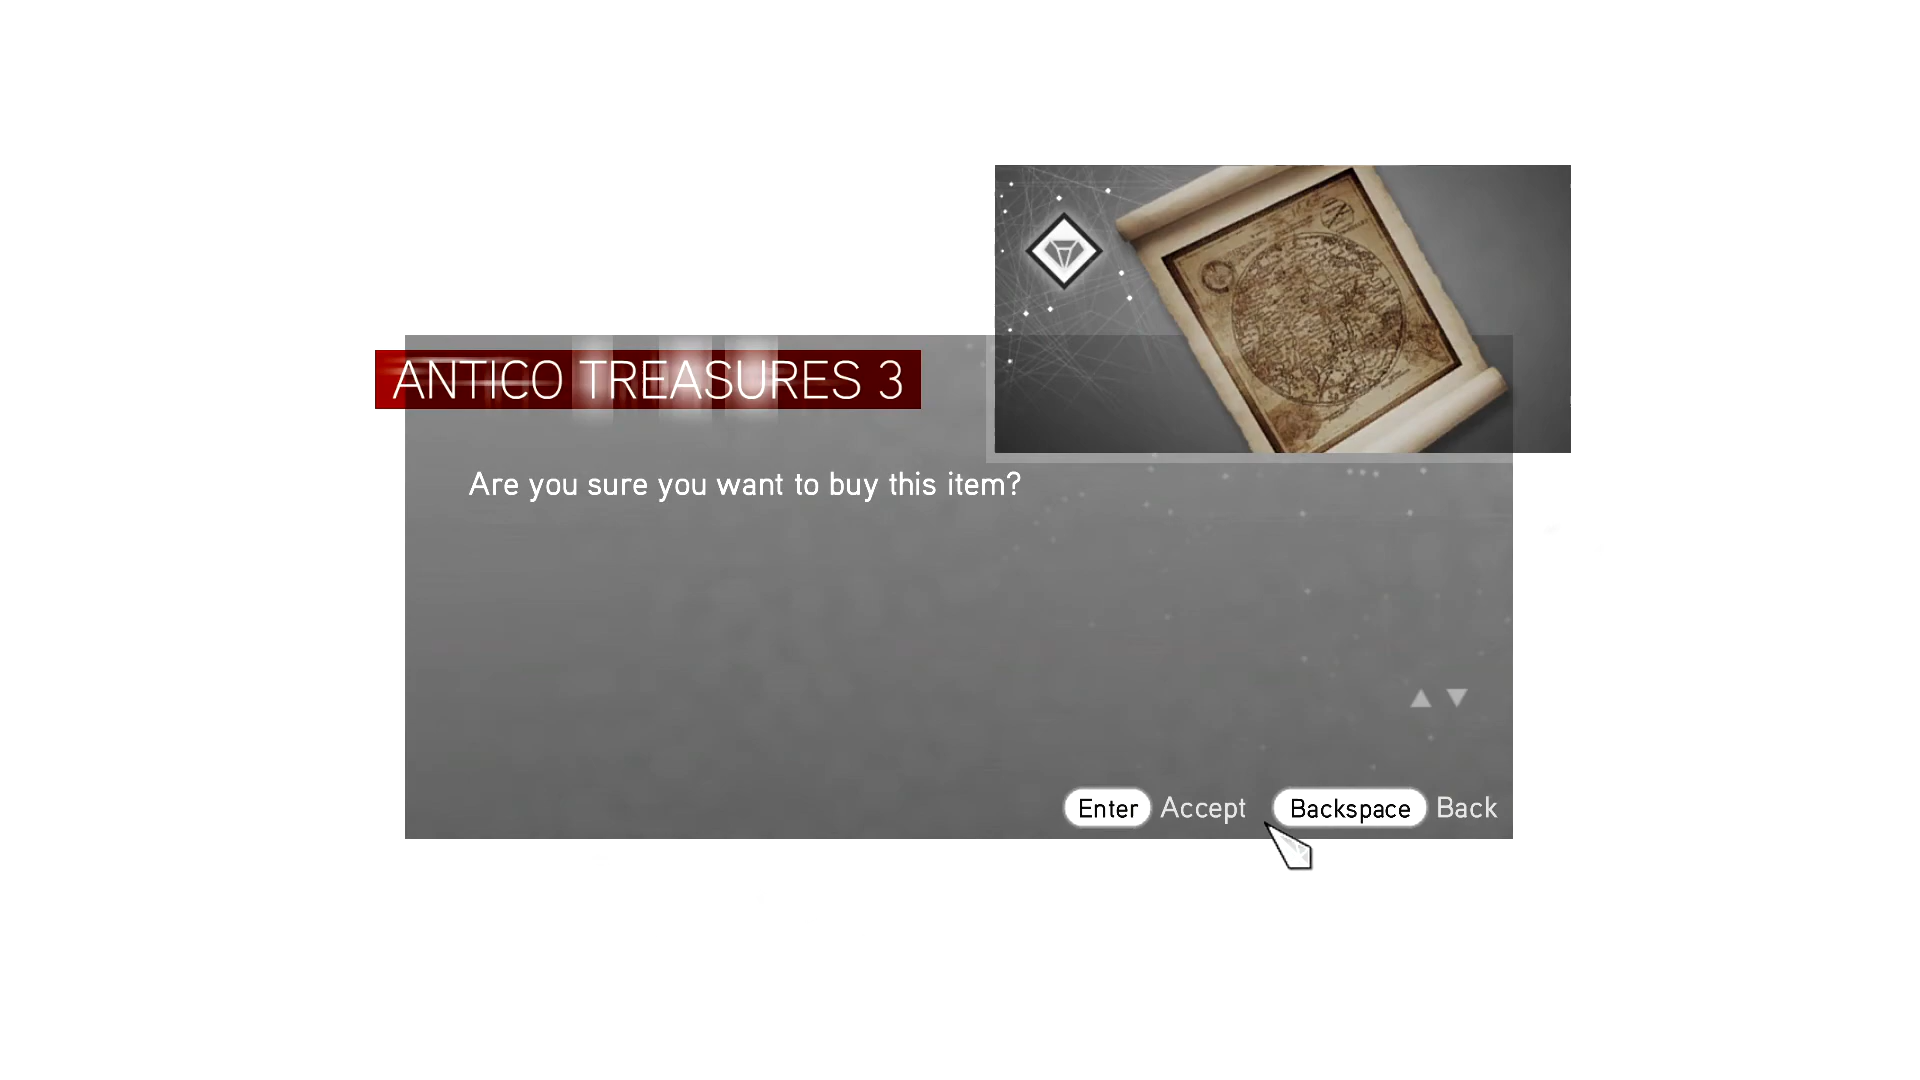 ANTICO TREASURES 3
Are you sure you want to buy this item?
Enter Accept Backspace Back